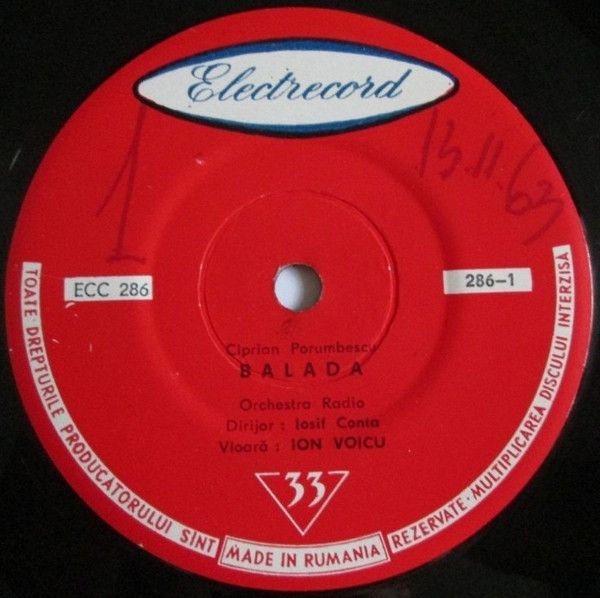 Electrecord
1
13.11.63
ECC 286
286-1
Ciprian Porumbescu
BALADA
Orchestra Radio
Dirijor : Iosif Conta
Vioară : ION VOICU
33
TOATE DREPTURILE PRODUCATORULUI SINT
MADE IN RUMANIA
REZERVATE·MULTIPLICAREA DISCULUI INTERZISĂ